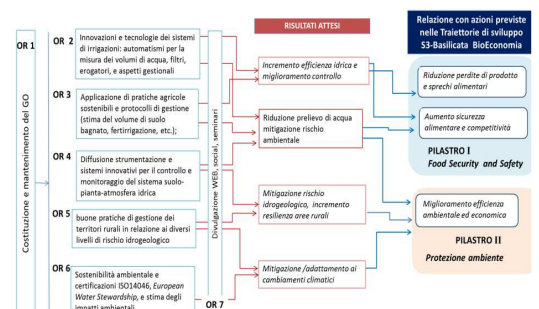 OR 1
Costituzione e mantenimento del GO
OR 2
Innovazioni e tecnologie dei sistemi
di irrigazioni: automatismi per la
misura dei volumi di acqua, filtri,
erogatori, e aspetti gestionali
OR 3
Applicazione di pratiche agricole
sostenibili e protocolli di gestione
(stima del volume di suolo
bagnato, fertirrigazione, etc.);
OR 4
Diffusione strumentazione e
sistemi innovativi per il controllo e
monitoraggio del sistema suolo-
pianta-atmosfera idrica
OR 5
buone pratiche di gestione dei
territori rurali in relazione ai diversi
livelli di rischio idrogeologico
OR 6
Sostenibilità ambientale e
certificazioni ISO14046, European
Water Stewardship, e stima degli
impatti ambientali
Divulgazione WEB, social, seminari
OR 7
RISULTATI ATTESI
Incremento efficienza idrica e
miglioramento controllo
Riduzione prelievo di acqua
mitigazione rischio
ambientale
Mitigazione rischio
idrogeologico, incremento
resilienza aree rurali
Mitigazione /adattamento ai
cambiamenti climatici
Relazione con azioni previste
nelle Traiettorie di sviluppo
S3-Basilicata BioEconomia
Riduzione perdite di prodotto
e sprechi alimentari
Aumento sicurezza
alimentare e competitività
PILASTRO I
Food Security and Safety
Miglioramento efficienza
ambientale ed economico
PILASTRO II
Protezione ambiente